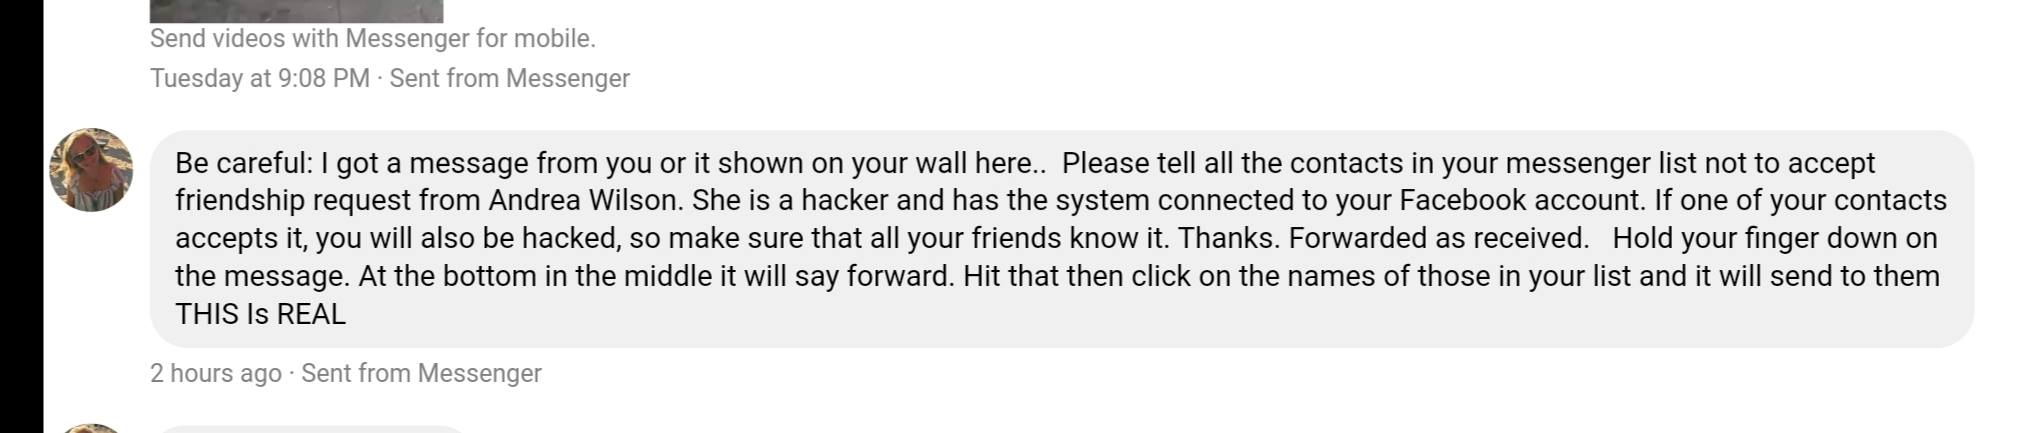 Send videos with Messenger for mobile.
Tuesday at 9:08 PM · Sent from Messenger
Be careful: I got a message from you or it shown on your wall here..  Please tell all the contacts in your messenger list not to accept
friendship request from Andrea Wilson. She is a hacker and has the system connected to your Facebook account. If one of your contacts
accepts it, you will also be hacked, so make sure that all your friends know it. Thanks. Forwarded as received.   Hold your finger down on
the message. At the bottom in the middle it will say forward. Hit that then click on the names of those in your list and it will send to them
THIS Is REAL
2 hours ago · Sent from Messenger